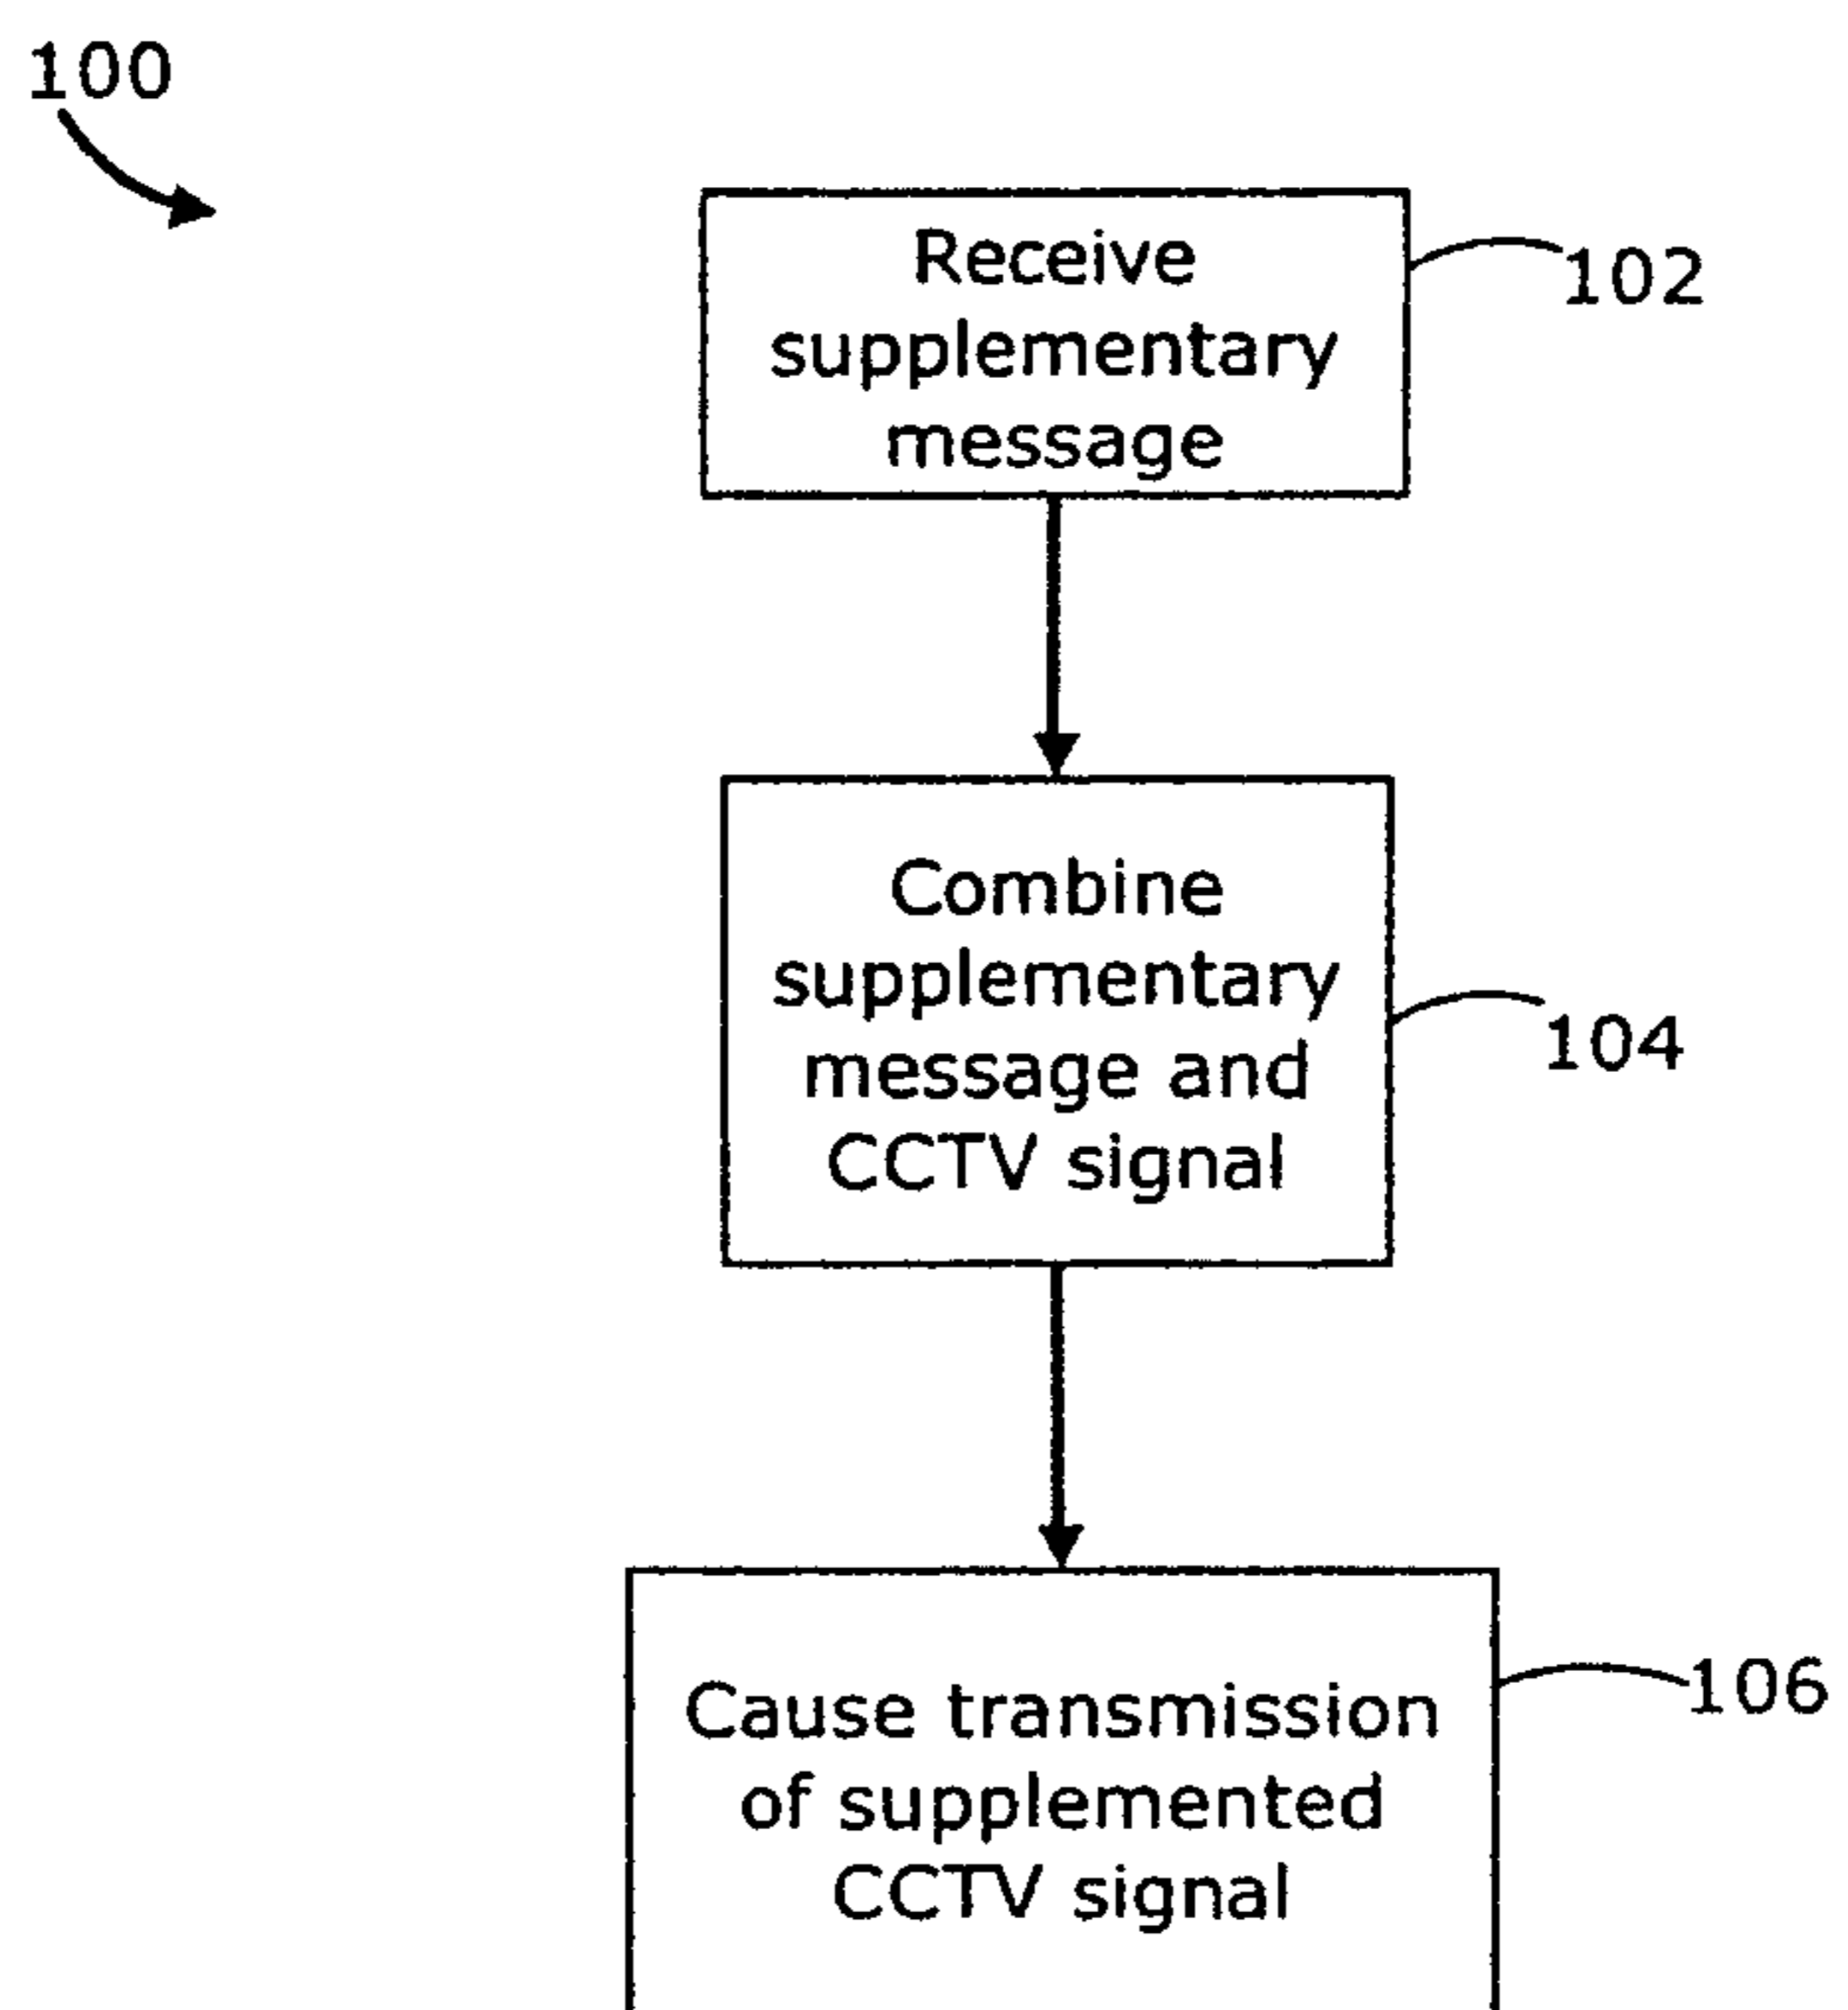 100
Receive
102
supplementary
message
Combine
supplementary
104
message and
CCTV signal
Cause transmission
106
of supplemented
CCTV signal